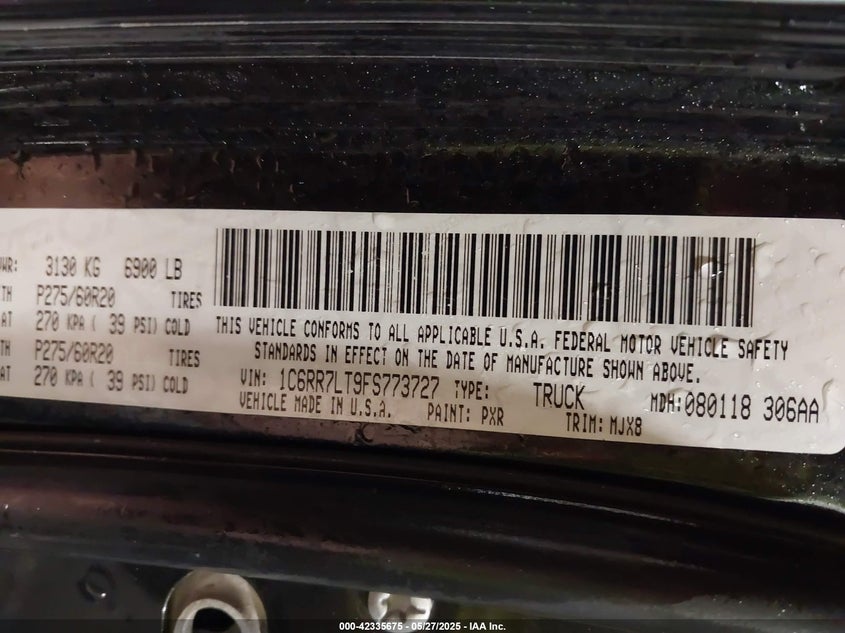 3130 KG 6900 LB
P275/60R20 TIRES
270 KPA ( 39 PSI) COLD
P275/60R20 TIRES
270 KPA ( 39 PSI) COLD
THIS VEHICLE CONFORMS TO ALL APPLICABLE U.S.A. FEDERAL MOTOR VEHICLE SAFETY
STANDARDS IN EFFECT ON THE DATE OF MANUFACTURE SHOWN ABOVE.
VIN: 1C6RR7LT9FS773727 TYPE: TRUCK MDH:080118 306AA
VEHICLE MADE IN U.S.A. PAINT: PXR TRIM: MJX8
000-42335675 - 05/27/2025 - IAA Inc.